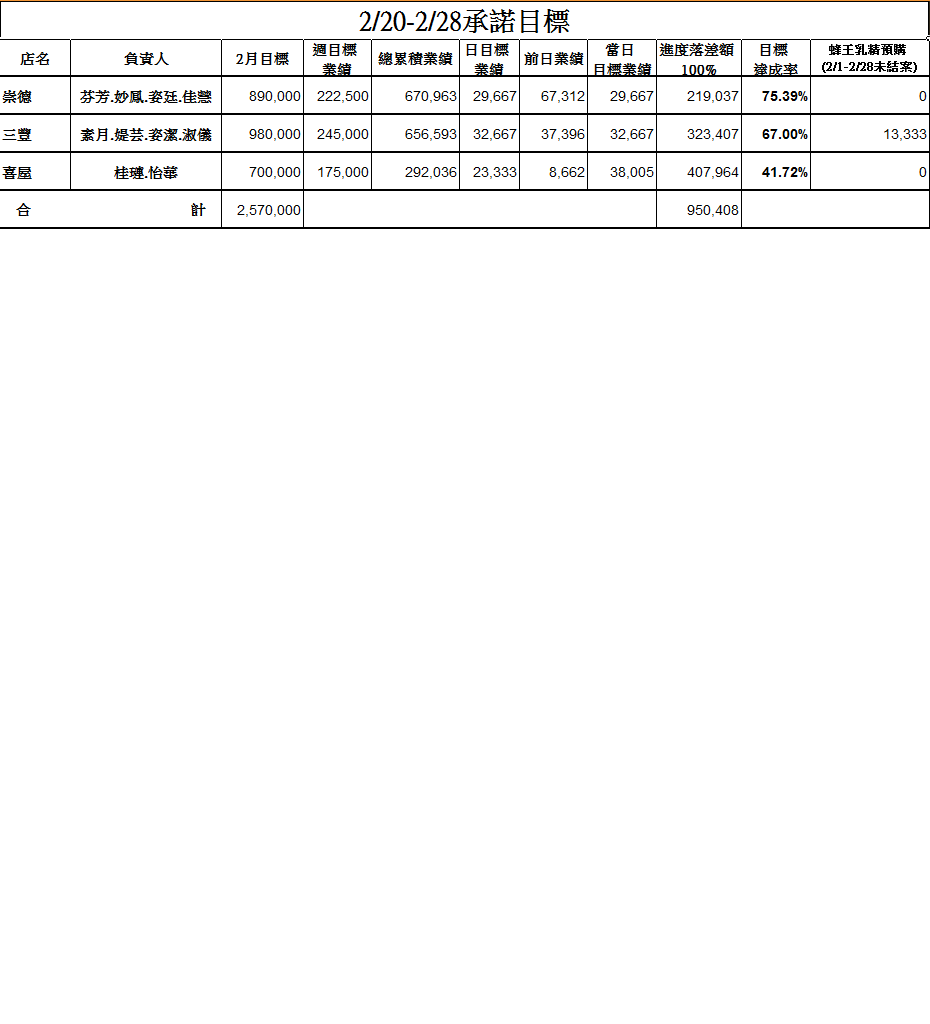 2/20-2/28承諾目標
店名 負責人 2月目標 週目標業績 總累積業績 日目標業績 前日業績 當日目標業績 進度落差額100% 目標達成率 蜂王乳精預購(2/1-2/28未結案)
崇德 芬芳.妙鳳.姿廷.佳慧 890,000 222,500 670,963 29,667 67,312 29,667 219,037 75.39% 0
三豐 素月.媞芸.姿潔.淑儀 980,000 245,000 656,593 32,667 37,396 32,667 323,407 67.00% 13,333
喜屋 桂璉.怡華 700,000 175,000 292,036 23,333 8,662 38,005 407,964 41.72% 0
合 計 2,570,000 950,408